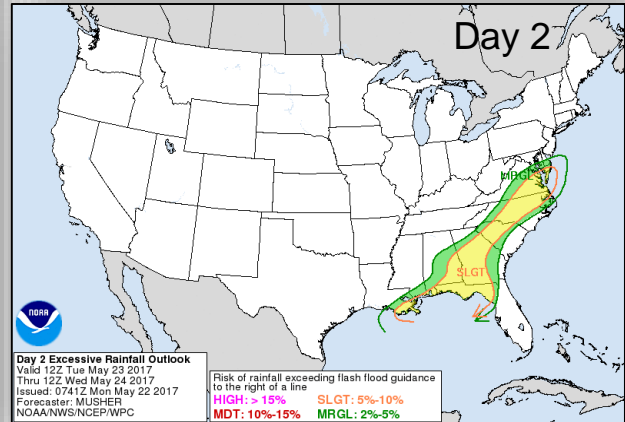 Day 2
MRGL
SLGT
NOAA
Day 2 Excessive Rainfall Outlook
Valid 12Z Tue May 23 2017
Thru 12Z Wed May 24 2017
Issued: 0741Z Mon May 22 2017
Forecaster: MUSHER
NOAA/NWS/NCEP/WPC
Risk of rainfall exceeding flash flood guidance
to the right of a line
HIGH: > 15% SLGT: 5%-10%
MDT: 10%-15% MRGL: 2%-5%